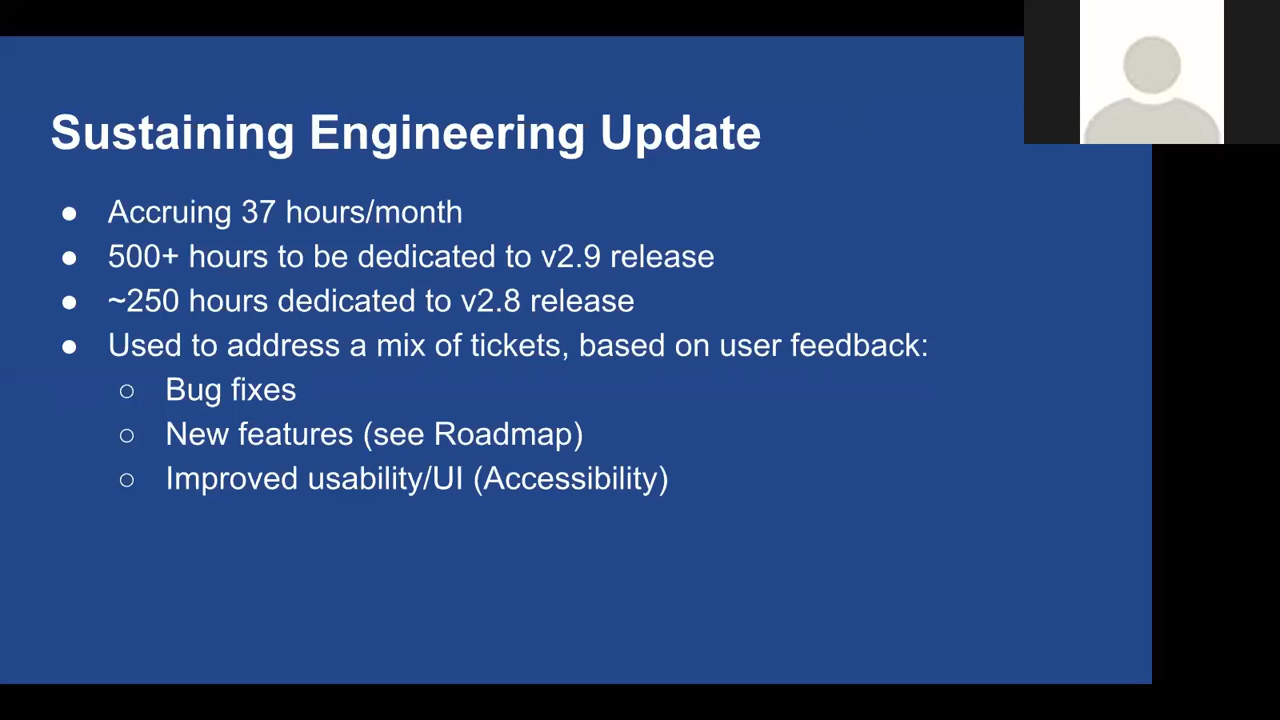 Sustaining Engineering Update
● Accruing 37 hours/month
● 500+ hours to be dedicated to v2.9 release
● ~250 hours dedicated to v2.8 release
● Used to address a mix of tickets, based on user feedback:
○ Bug fixes
○ New features (see Roadmap)
○ Improved usability/UI (Accessibility)